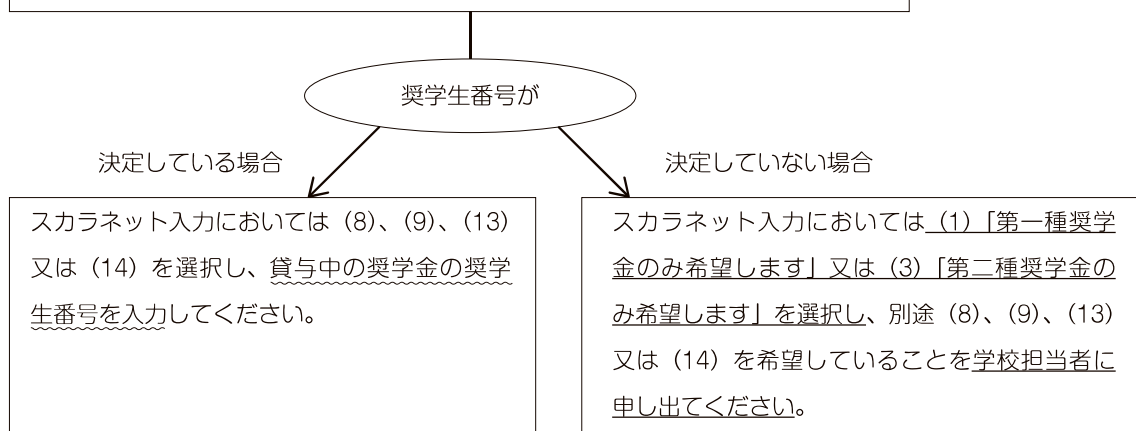 奨学生番号が
決定している場合
決定していない場合
スカラネット入力においては（8）、（9）、（13）
又は（14）を選択し、貸与中の奨学金の奨学
生番号を入力してください。
スカラネット入力においては（1）「第一種奨学
金のみ希望します」又は（3）「第二種奨学金の
み希望します」を選択し、別途（8）、（9）、（13）
又は（14）を希望していることを学校担当者に
申し出てください。